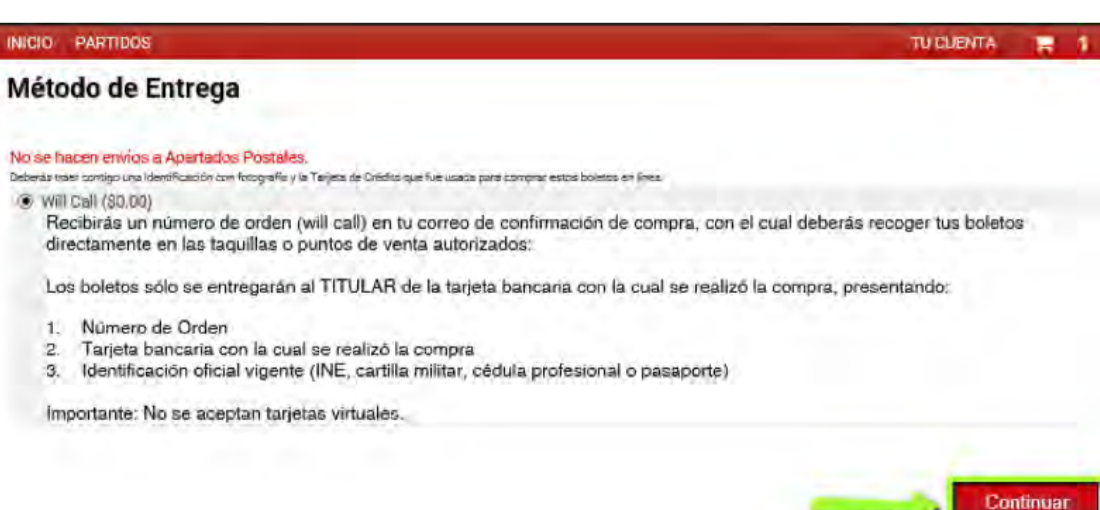 INICIO PARTIDOS TU CUENTA 1
Método de Entrega
No se hacen envíos a Apartados Postales.
Deberás traer contigo una Identificación con fotografía y la Tarjeta de Crédito que fue usada para comprar estos boletos en línea.
Will Call ($0.00)
Recibirás un número de orden (will call) en tu correo de confirmación de compra, con el cual deberás recoger tus boletos
directamente en las taquillas o puntos de venta autorizados:
Los boletos sólo se entregarán al TITULAR de la tarjeta bancaria con la cual se realizó la compra, presentando:
1. Número de Orden
2. Tarjeta bancaria con la cual se realizó la compra
3. Identificación oficial vigente (INE, cartilla militar, cédula profesional o pasaporte)
Importante: No se aceptan tarjetas virtuales.
Continuar